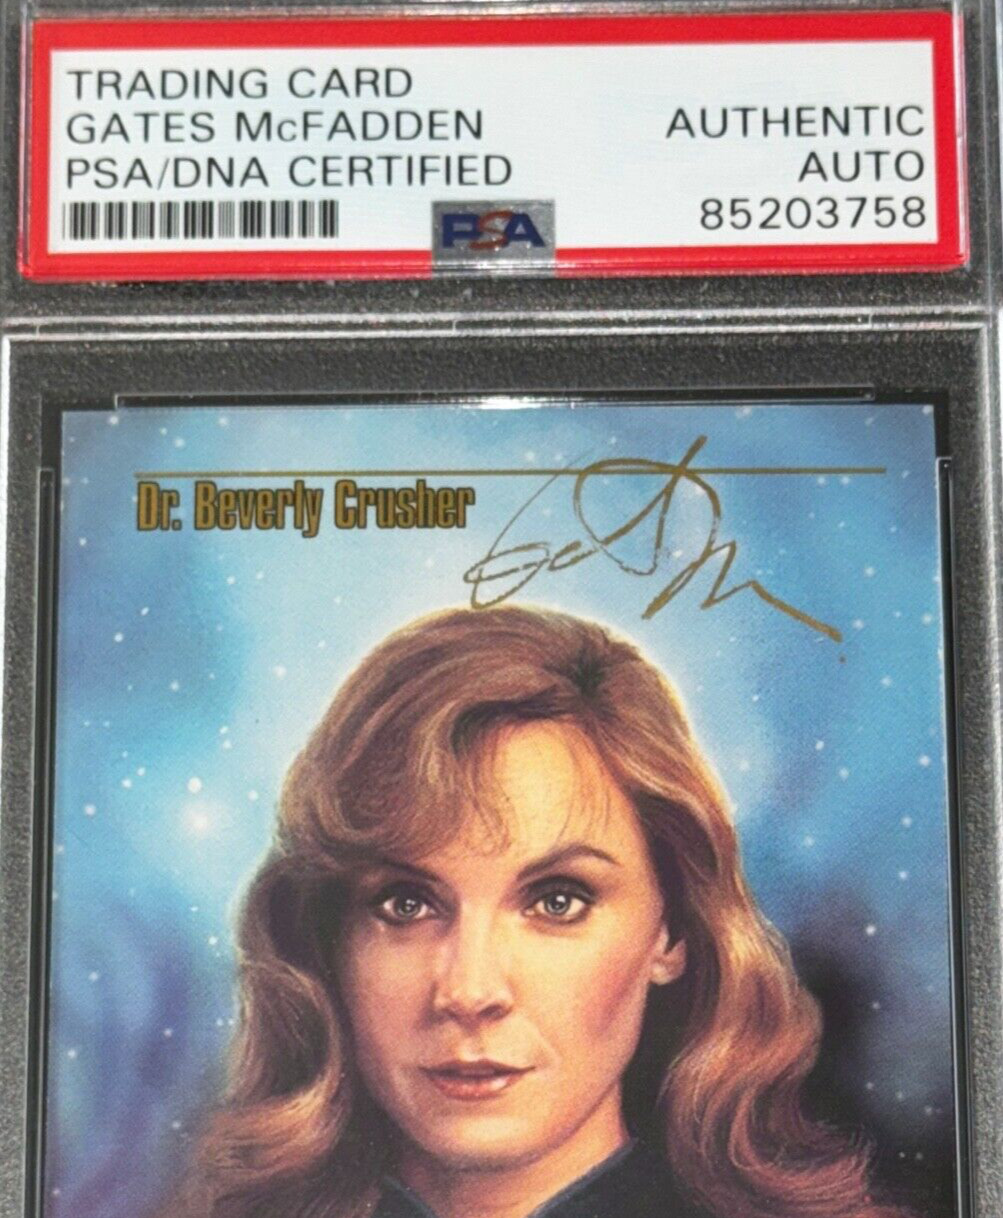 TRADING CARD
GATES McFADDEN
PSA/DNA CERTIFIED
AUTHENTIC
AUTO
85203758
PSA
Dr. Beverly Crusher